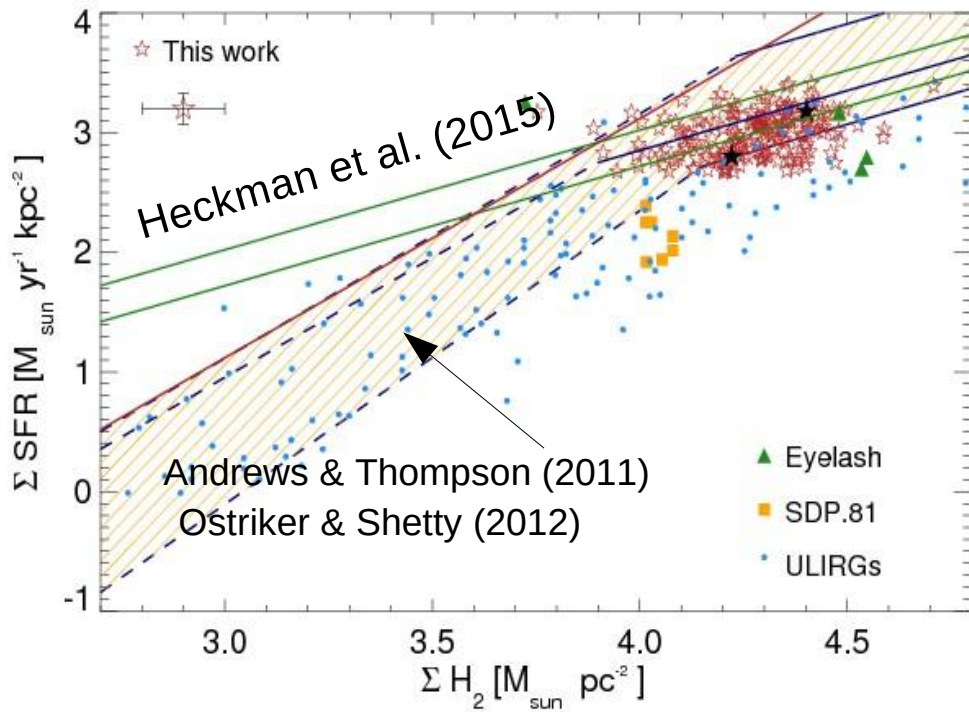 4
3
2
1
0
-1
3.0
3.5
4.0
4.5
Σ SFR [M_sun yr⁻¹ kpc⁻²]
Σ H₂ [M_sun pc⁻²]
This work
Heckman et al. (2015)
Andrews & Thompson (2011)
Ostriker & Shetty (2012)
Eyelash
SDP.81
ULIRGs